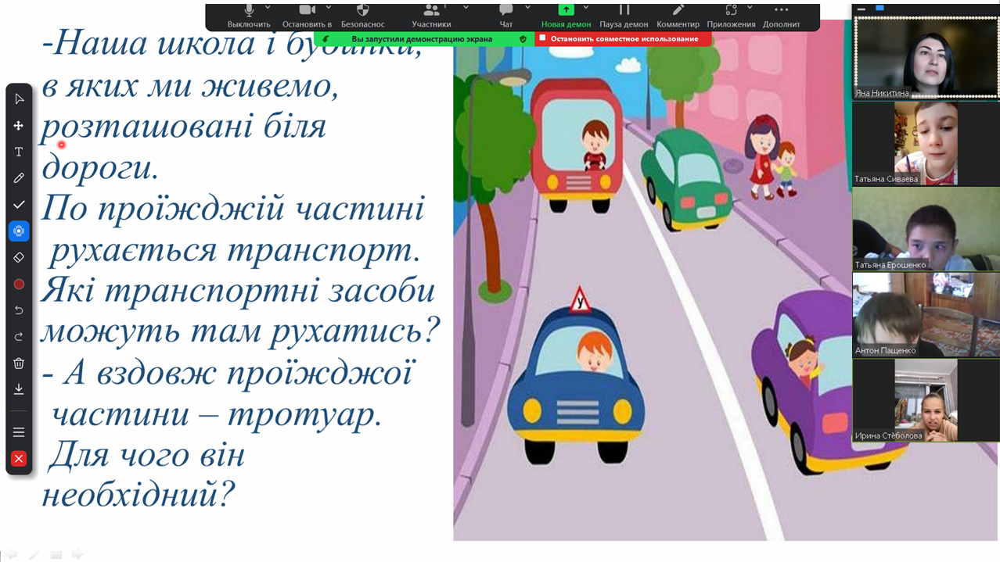 Выключить
Остановить в
Безопаснос
Участники
1
Чат
Новая демон
Пауза демон
Комментир
Приложения
Дополнит
Вы запустили демонстрацию экрана
Остановить совместное использование
-Наша школа і будинки,
в яких ми живемо,
розташовані біля
дороги.
По проїжджій частині
рухається транспорт.
Які транспортні засоби
можуть там рухатись?
- А вздовж проїжджої
частини – тротуар.
Для чого він
необхідний?
У
T
Яна Никитина
Татьяна Сиваева
Татьяна Ерошенко
Антон Пащенко
Ирина Стёболова